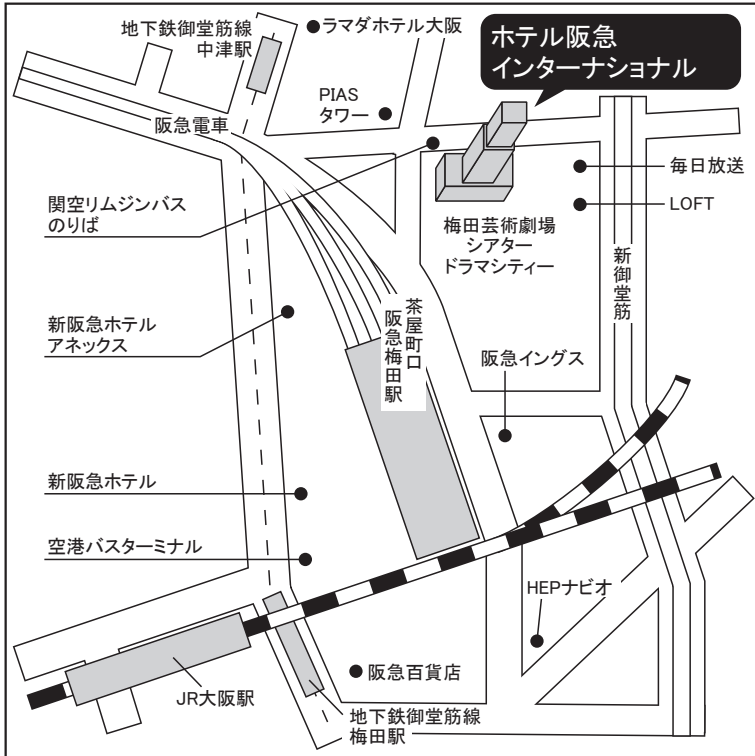 地下鉄御堂筋線
中津駅
ラマダホテル大阪
ホテル阪急
インターナショナル
PIAS
タワー
阪急電車
毎日放送
LOFT
関空リムジンバス
のりば
梅田芸術劇場
シアター
ドラマシティー
新御堂筋
茶屋町口
阪急梅田駅
新阪急ホテル
アネックス
阪急イングス
新阪急ホテル
空港バスターミナル
HEPナビオ
JR大阪駅
阪急百貨店
地下鉄御堂筋線
梅田駅